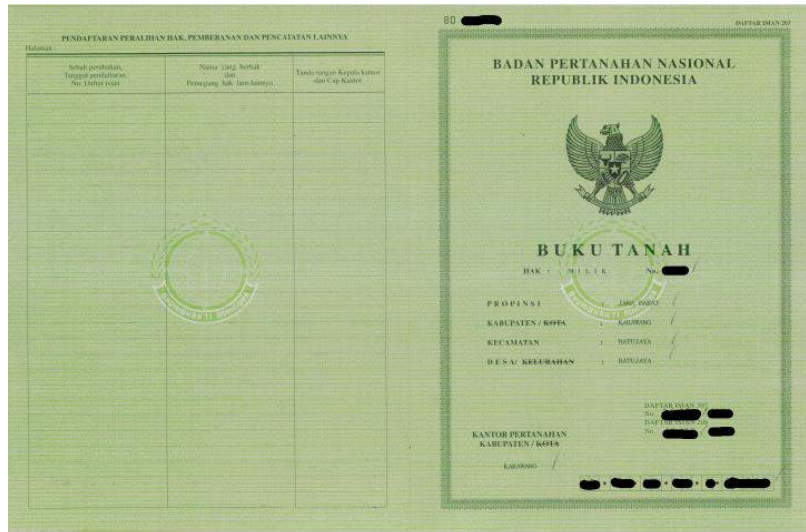 PENDAFTARAN PERALIHAN HAK, PEMBEBANAN DAN PENCATATAN LAINNYA
Halaman
Sebab perubahan,
Tanggal pendaftaran,
No. Daftar isian
Nama yang berhak
dan
Pemegang hak lain-lainnya
Tanda tangan Kepala kantor
dan Cap Kantor
80
DAFTAR ISIAN 205
BADAN PERTANAHAN NASIONAL
REPUBLIK INDONESIA
BUKU TANAH
HAK : MILIK No.
PROPINSI : JAWA BARAT
KABUPATEN / KOTA : KARAWANG
KECAMATAN : BATUJAYA
DESA/ KELURAHAN : BATUJAYA
DAFTAR ISIAN 307
No.
DAFTAR ISIAN 208
No.
KANTOR PERTANAHAN
KABUPATEN / KOTA
KARAWANG